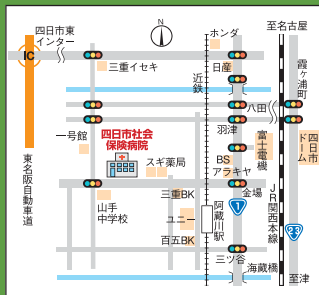 N
ホンダ
至名古屋
四日市東
インター
IC
三重イセキ
日産
近鉄
霞ヶ浦町
八田
羽津
一号館
四日市社会
保険病院
スギ薬局
BS
アラキヤ
富士電機
四日市
ドーム
東名阪自動車道
山手
中学校
三重BK
金場
ユニー
阿蔵川駅
1
JR関西本線
23
百五BK
三ツ谷
海蔵橋
至津